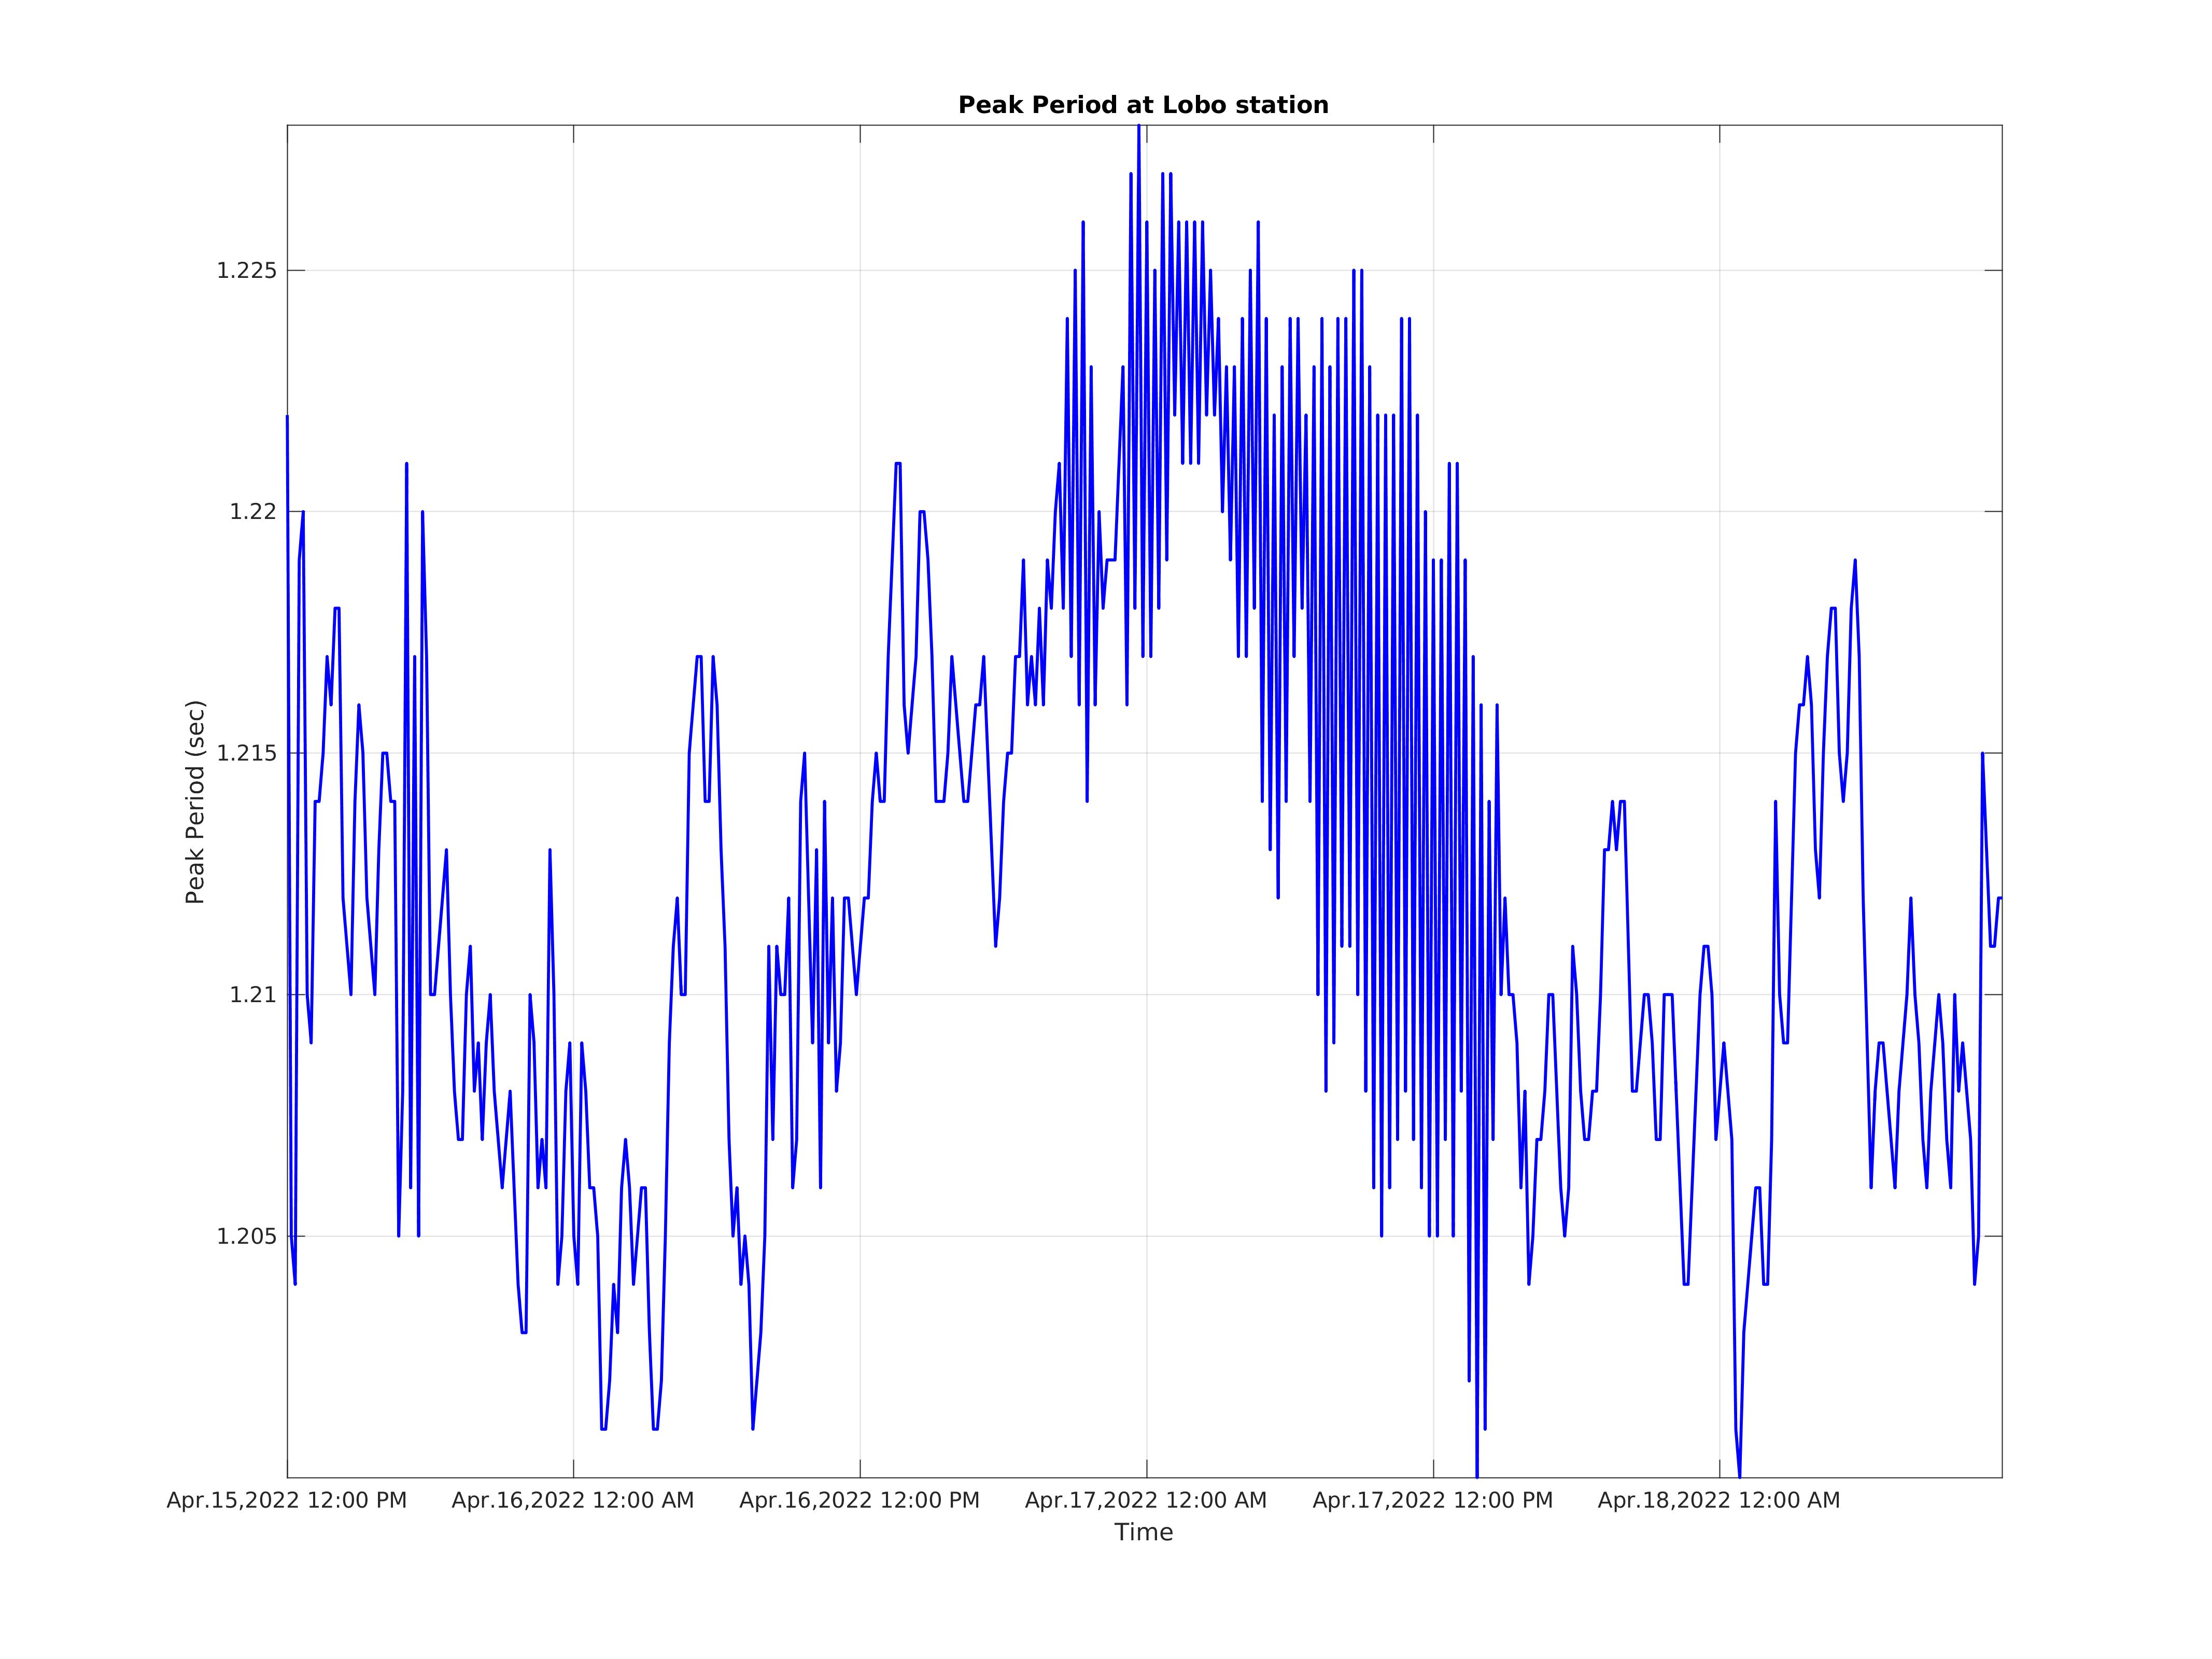 Peak Period at Lobo station
1.225
1.22
1.215
1.21
1.205
Peak Period (sec)
Apr.15,2022 12:00 PM Apr.16,2022 12:00 AM Apr.16,2022 12:00 PM Apr.17,2022 12:00 AM Apr.17,2022 12:00 PM Apr.18,2022 12:00 AM
Time